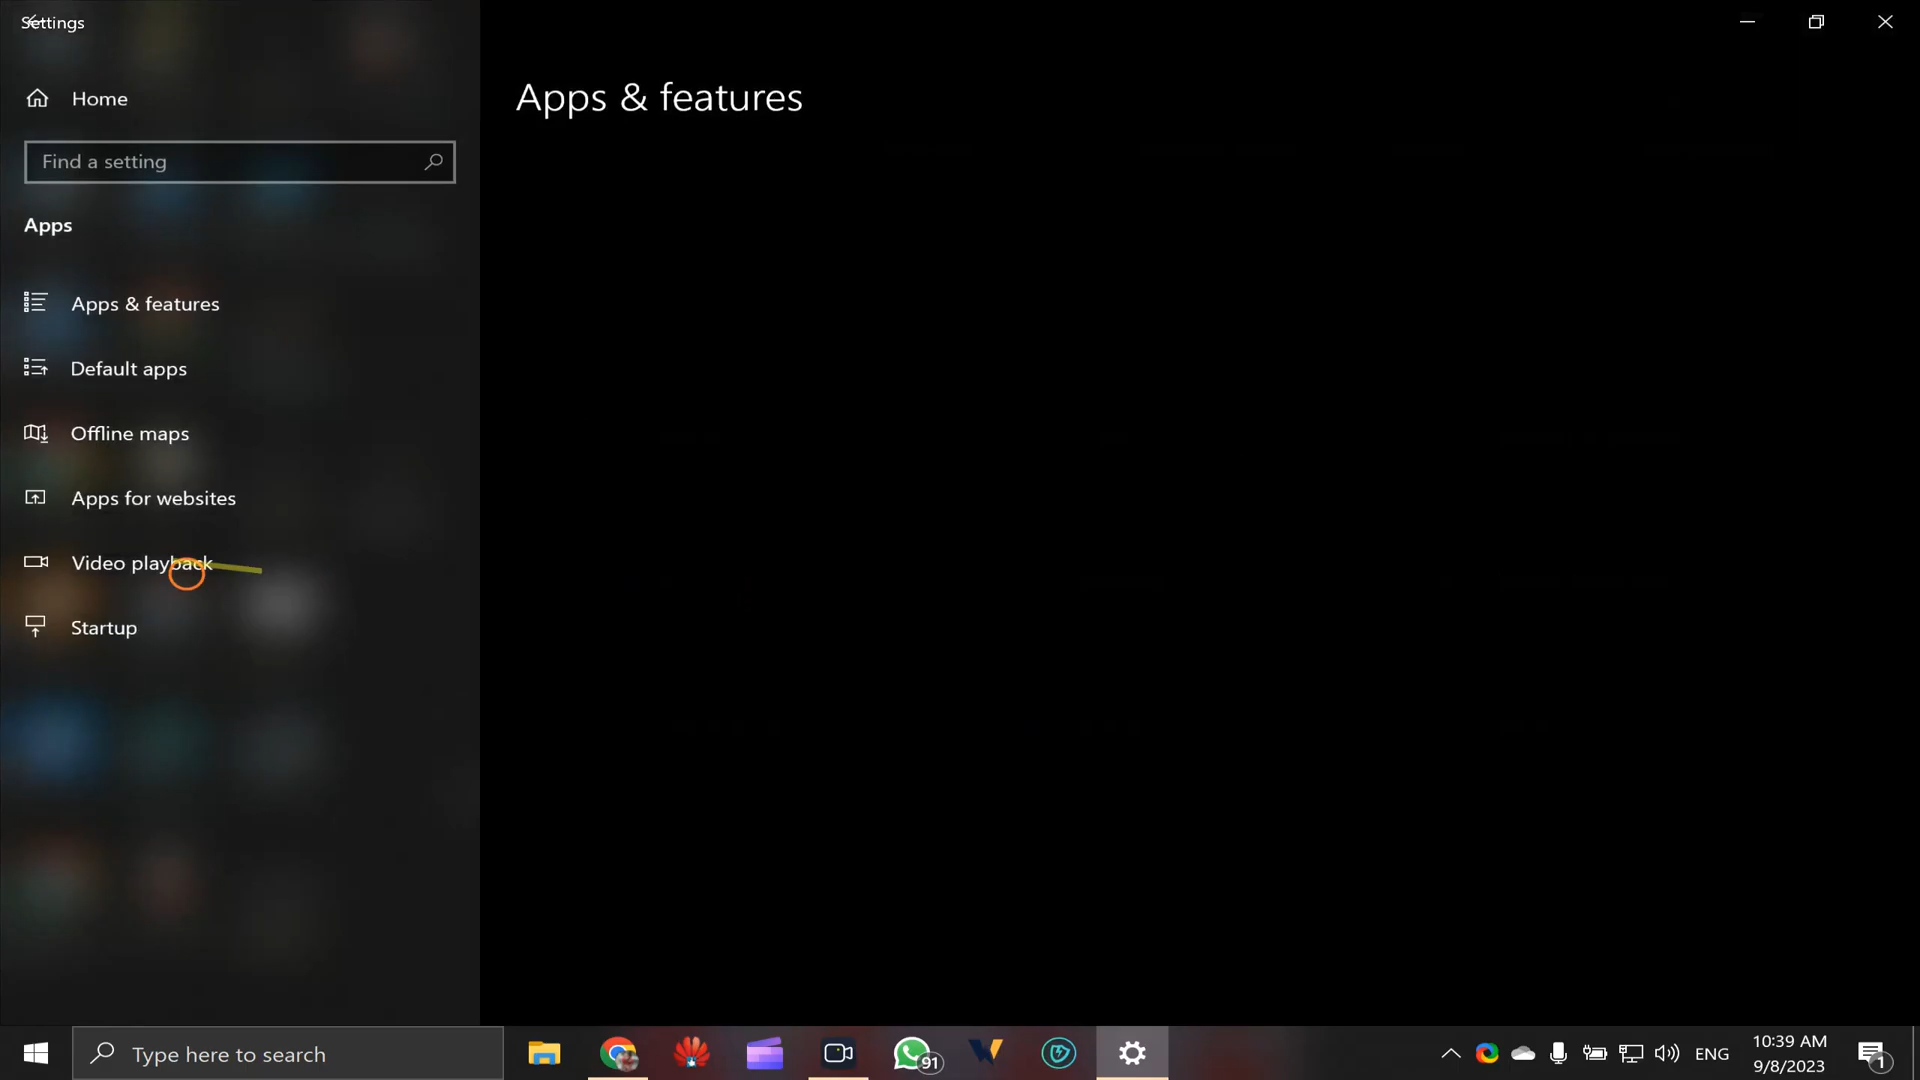 Settings
Home
Apps & features
Find a setting
Apps
Apps & features
Default apps
Offline maps
Apps for websites
Video playback
Startup
Type here to search
91
ENG
10:39 AM
9/8/2023
1